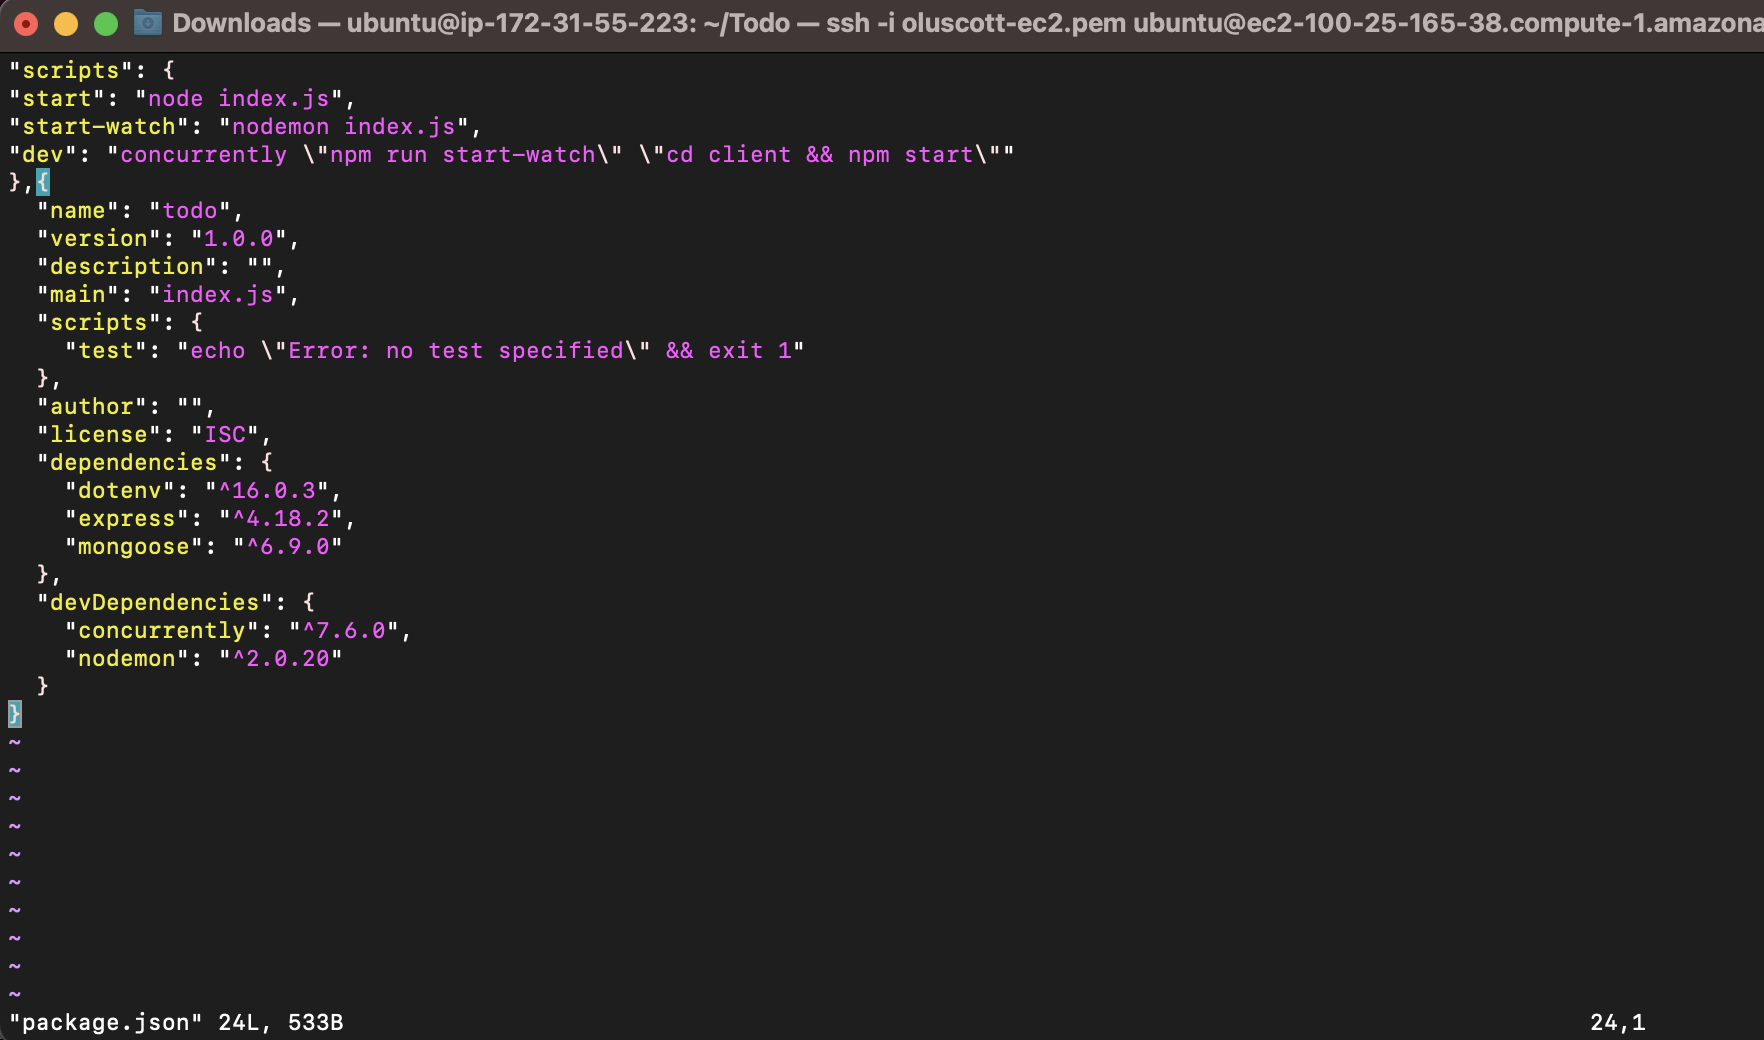 Downloads — ubuntu@ip-172-31-55-223: ~/Todo — ssh -i oluscott-ec2.pem ubuntu@ec2-100-25-165-38.compute-1.amazona
"scripts": {
"start": "node index.js",
"start-watch": "nodemon index.js",
"dev": "concurrently \"npm run start-watch\" \"cd client && npm start\""
},{
  "name": "todo",
  "version": "1.0.0",
  "description": "",
  "main": "index.js",
  "scripts": {
    "test": "echo \"Error: no test specified\" && exit 1"
  },
  "author": "",
  "license": "ISC",
  "dependencies": {
    "dotenv": "^16.0.3",
    "express": "^4.18.2",
    "mongoose": "^6.9.0"
  },
  "devDependencies": {
    "concurrently": "^7.6.0",
    "nodemon": "^2.0.20"
  }
}
~
~
~
~
~
~
~
~
~
~
"package.json" 24L, 533B 24,1